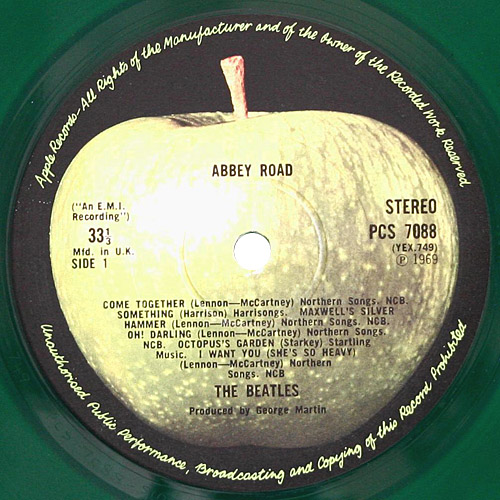 Apple Records—All Rights of the Manufacturer and of the Owner of the Recorded Work Reserved
ABBEY ROAD
("An E.M.I.
Recording")
33⅓
Mfd. in U.K.
SIDE 1
STEREO
PCS 7088
(YEX.749)
℗ 1969
COME TOGETHER (Lennon—McCartney) Northern Songs. NCB.
SOMETHING (Harrison) Harrisongs. MAXWELL'S SILVER
HAMMER (Lennon—McCartney) Northern Songs. NCB.
OH! DARLING (Lennon—McCartney) Northern Songs.
NCB. OCTOPUS'S GARDEN (Starkey) Startling
Music. I WANT YOU (SHE'S SO HEAVY)
(Lennon—McCartney) Northern
Songs. NCB
THE BEATLES
Produced by George Martin
Unauthorised Public Performance, Broadcasting and Copying of this Record Prohibited